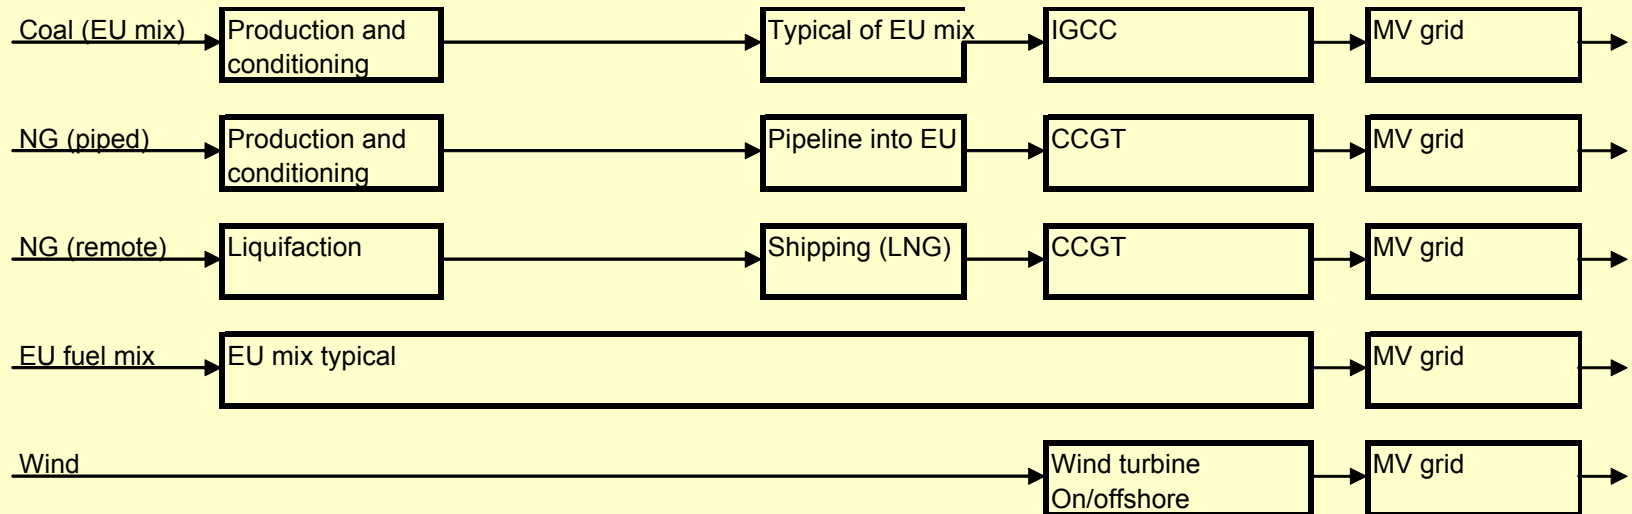 Coal (EU mix) Production and conditioning Typical of EU mix IGCC MV grid
NG (piped) Production and conditioning Pipeline into EU CCGT MV grid
NG (remote) Liquifaction Shipping (LNG) CCGT MV grid
EU fuel mix EU mix typical MV grid
Wind Wind turbine On/offshore MV grid